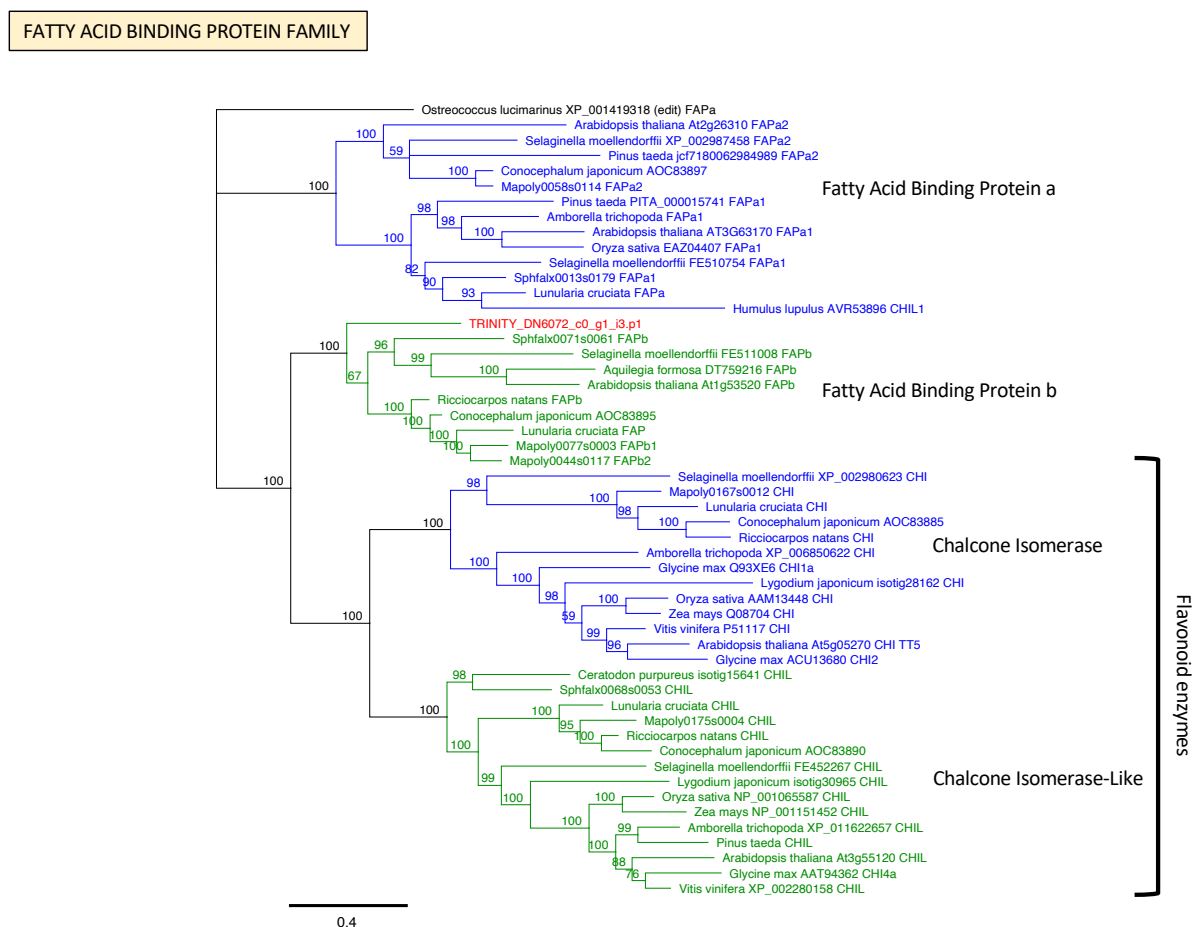 FATTY ACID BINDING PROTEIN FAMILY
Ostreococcus lucimarinus XP_001419318 (edit) FAPa
100
Arabidopsis thaliana At2g26310 FAPa2
Selaginella moellendorffii XP_002987458 FAPa2
59
Pinus taeda jcf7180062984989 FAPa2
100
Conocephalum japonicum AOC83897
Mapoly0058s0114 FAPa2
Fatty Acid Binding Protein a
100
98
Pinus taeda PITA_000015741 FAPa1
98
Amborella trichopoda FAPa1
100
Arabidopsis thaliana AT3G63170 FAPa1
Oryza sativa EAZ04407 FAPa1
100
82
Selaginella moellendorffii FE510754 FAPa1
90
Sphfalx0013s0179 FAPa1
93
Lunularia cruciata FAPa
Humulus lupulus AVR53896 CHIL1
TRINITY_DN6072_c0_g1_i3.p1
100
96
Sphfalx0071s0061 FAPb
99
Selaginella moellendorffii FE511008 FAPb
67
100
Aquilegia formosa DT759216 FAPb
Arabidopsis thaliana At1g53520 FAPb
Fatty Acid Binding Protein b
100
Ricciocarpos natans FAPb
100
Conocephalum japonicum AOC83895
100
Lunularia cruciata FAP
100
Mapoly0077s0003 FAPb1
Mapoly0044s0117 FAPb2
100
98
Selaginella moellendorffii XP_002980623 CHI
100
Mapoly0167s0012 CHI
98
Lunularia cruciata CHI
100
100
Conocephalum japonicum AOC83885
Ricciocarpos natans CHI
Chalcone Isomerase
100
Amborella trichopoda XP_006850622 CHI
100
Glycine max Q93XE6 CHI1a
98
Lygodium japonicum isotig28162 CHI
100
Oryza sativa AAM13448 CHI
59
Zea mays Q08704 CHI
99
Vitis vinifera P51117 CHI
96
Arabidopsis thaliana At5g05270 CHI TT5
Glycine max ACU13680 CHI2
100
98
Ceratodon purpureus isotig15641 CHIL
Sphfalx0068s0053 CHIL
100
100
Lunularia cruciata CHIL
95
Mapoly0175s0004 CHIL
100
Ricciocarpos natans CHIL
100
Conocephalum japonicum AOC83890
99
Selaginella moellendorffii FE452267 CHIL
Chalcone Isomerase-Like
100
Lygodium japonicum isotig30965 CHIL
100
Oryza sativa NP_001065587 CHIL
100
Zea mays NP_001151452 CHIL
99
Amborella trichopoda XP_011622657 CHIL
100
Pinus taeda CHIL
88
Arabidopsis thaliana At3g55120 CHIL
76
Glycine max AAT94362 CHI4a
Vitis vinifera XP_002280158 CHIL
Flavonoid enzymes
0.4